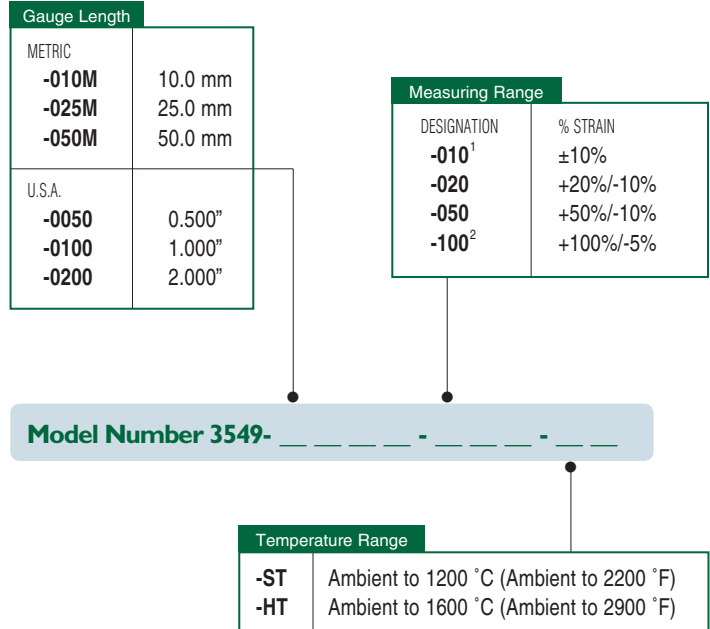 Gauge Length
METRIC
-010M 10.0 mm
-025M 25.0 mm
-050M 50.0 mm
U.S.A.
-0050 0.500”
-0100 1.000”
-0200 2.000”
Measuring Range
DESIGNATION % STRAIN
-010¹ ±10%
-020 +20%/-10%
-050 +50%/-10%
-100² +100%/-5%
Model Number 3549- __ __ __ __ - __ __ __ - __ __
Temperature Range
-ST Ambient to 1200 ˚C (Ambient to 2200 ˚F)
-HT Ambient to 1600 ˚C (Ambient to 2900 ˚F)